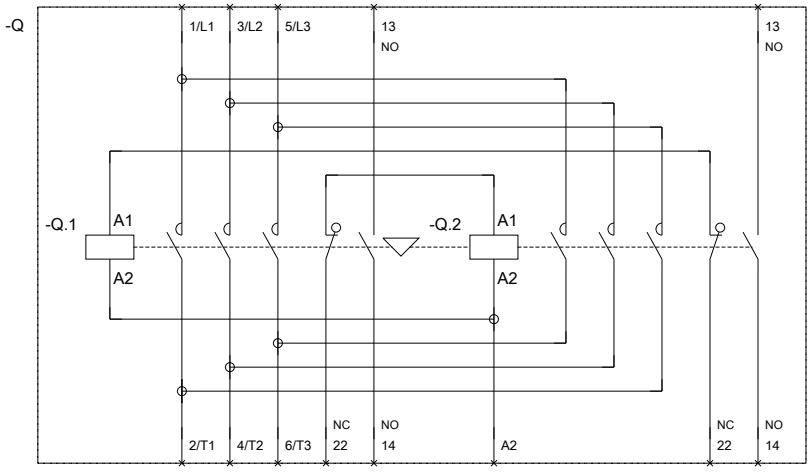 -Q
1/L1 3/L2 5/L3 13 13
NO NO
-Q.1 A1 -Q.2 A1
A2 A2
NC NO NC NO
2/T1 4/T2 6/T3 22 14 A2 22 14